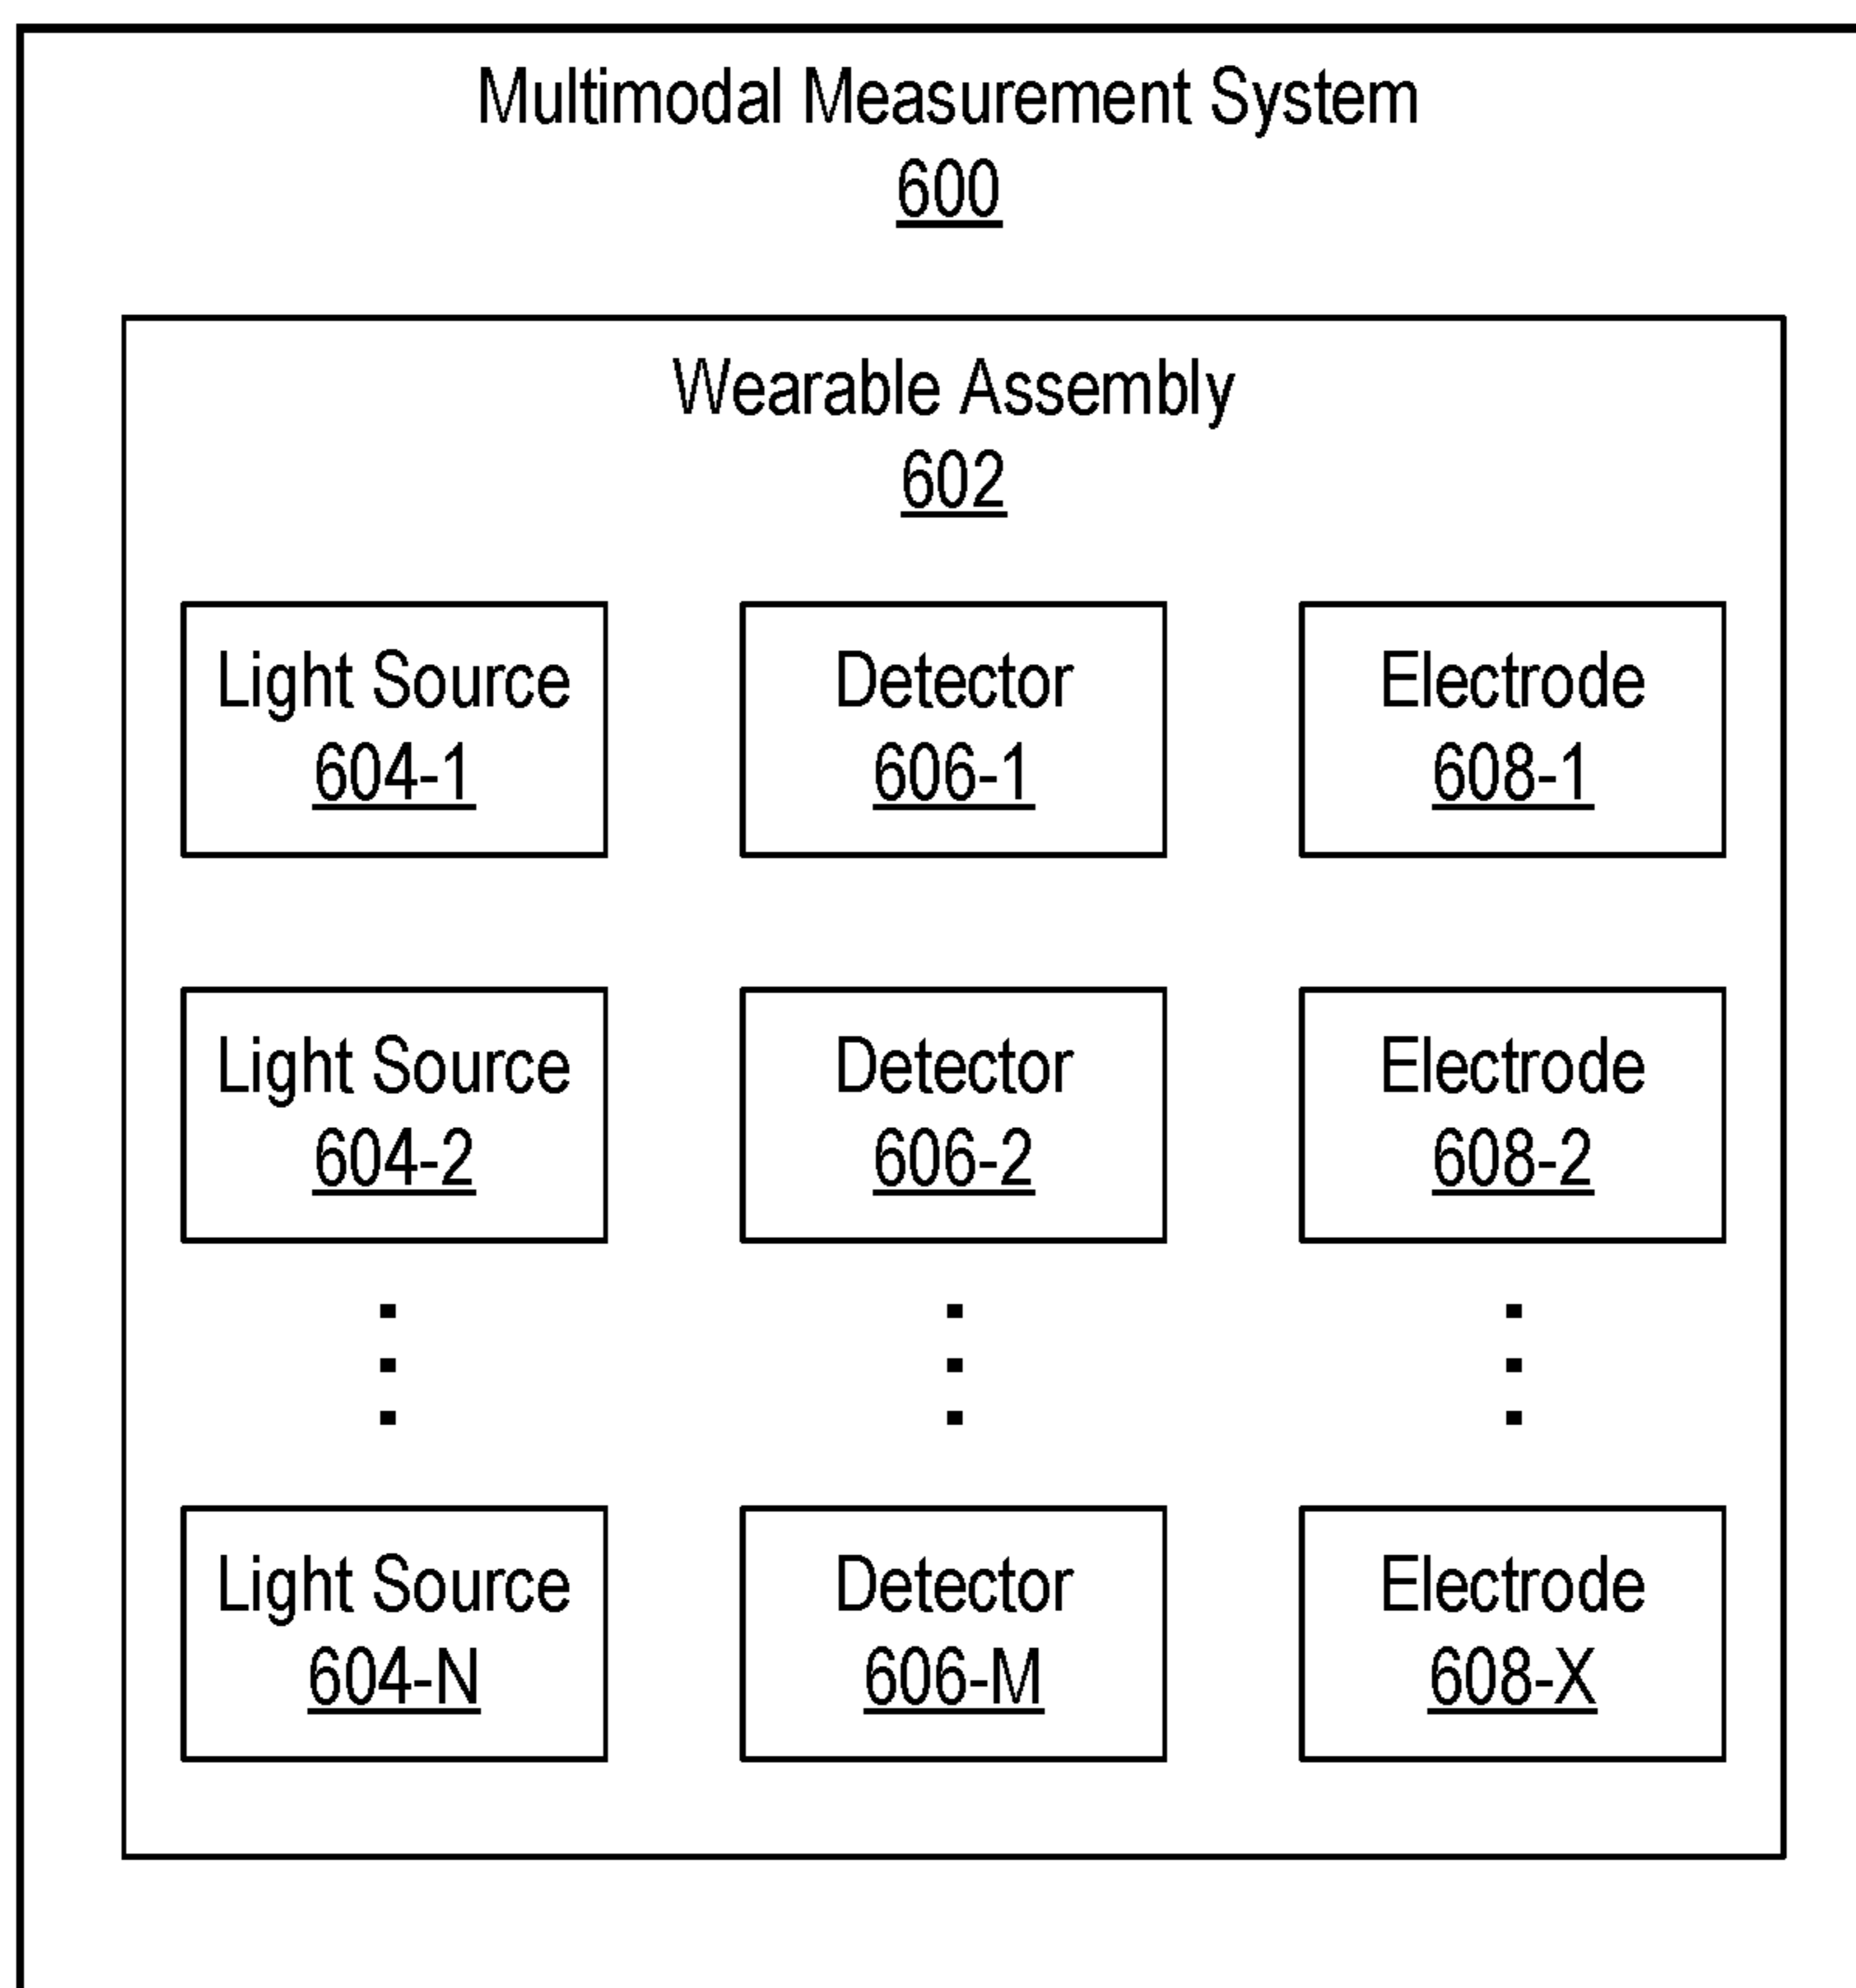 Multimodal Measurement System
600
Wearable Assembly
602
Light Source
604-1
Detector
606-1
Electrode
608-1
Light Source
604-2
Detector
606-2
Electrode
608-2
Light Source
604-N
Detector
606-M
Electrode
608-X